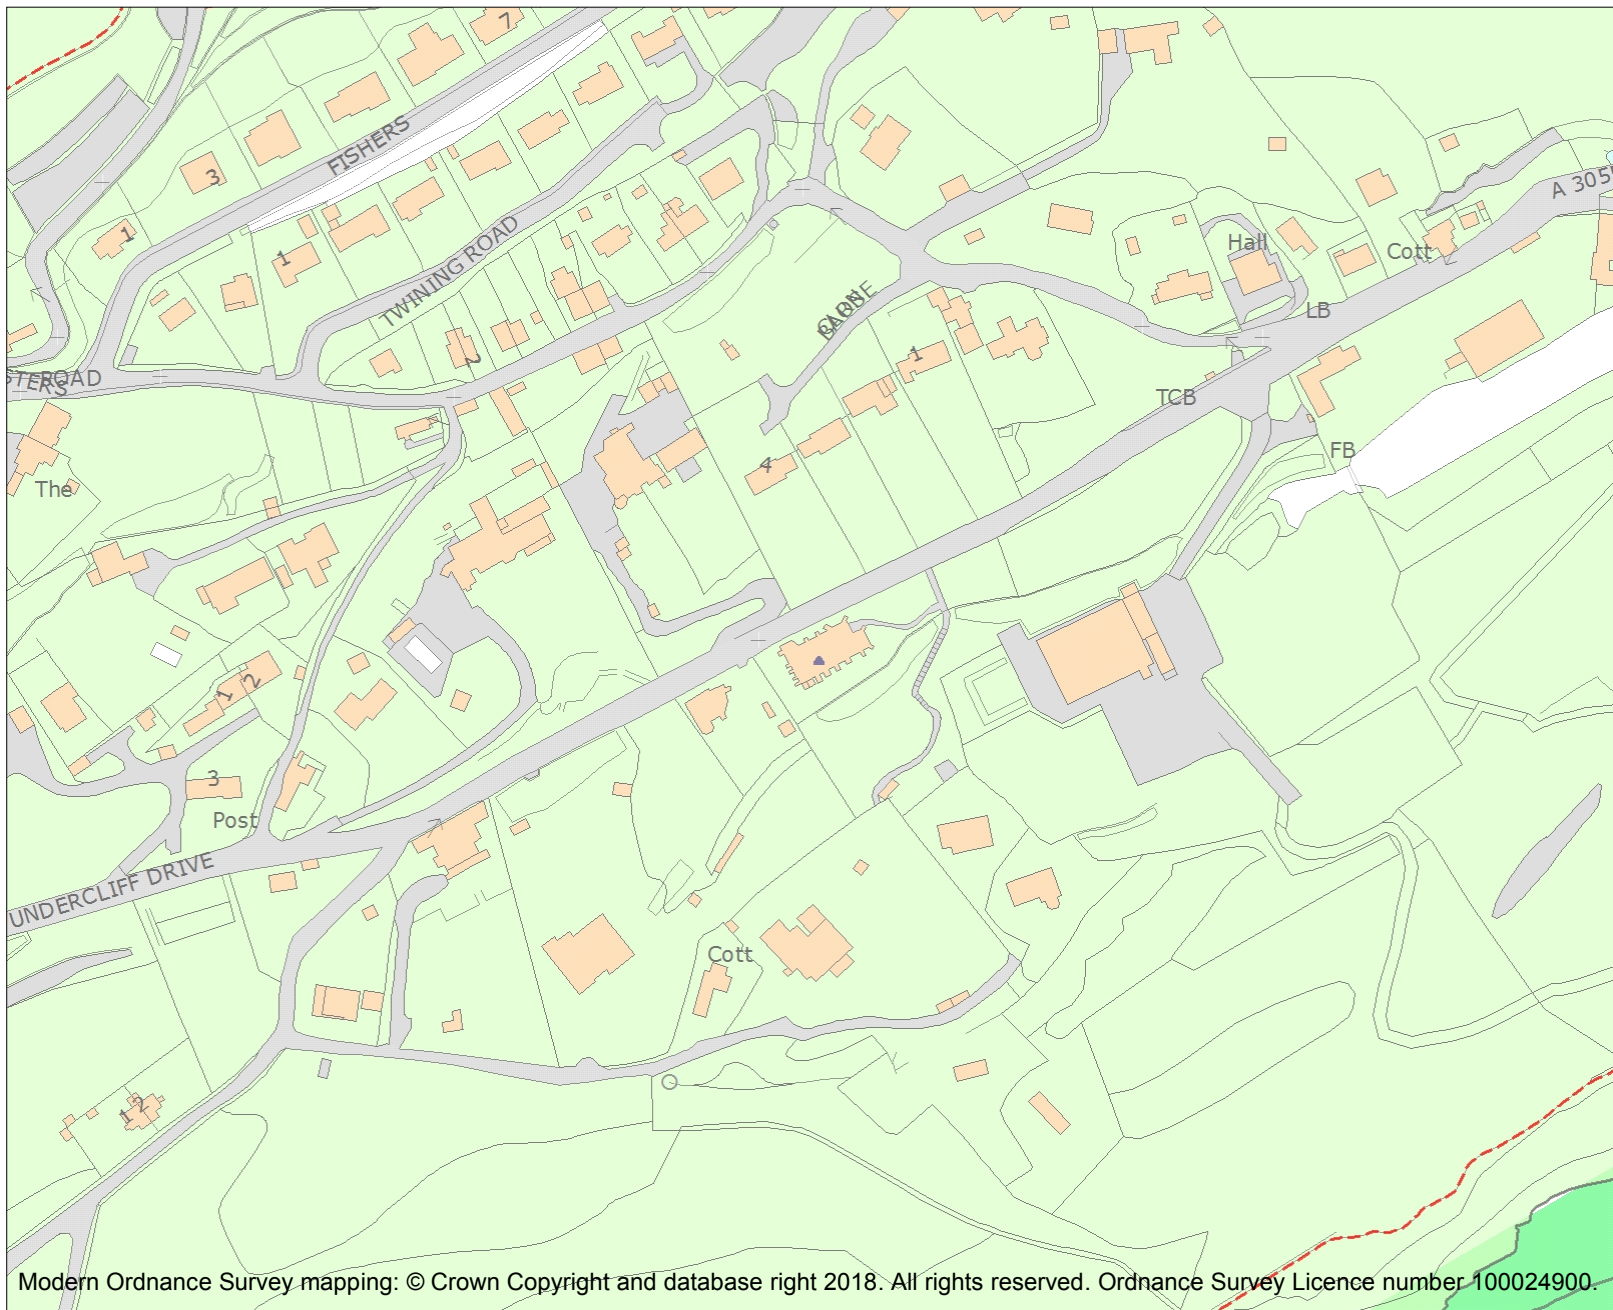 7
FISHERS
3
1
1
TWINING ROAD
2
ROAD
The
BARN
LANE
1
4
Hall
Cott
A 305
LB
TCB
FB
1
2
3
Post
UNDERCLIFF DRIVE
Cott
1 2
Modern Ordnance Survey mapping: © Crown Copyright and database right 2018. All rights reserved. Ordnance Survey Licence number 100024900.